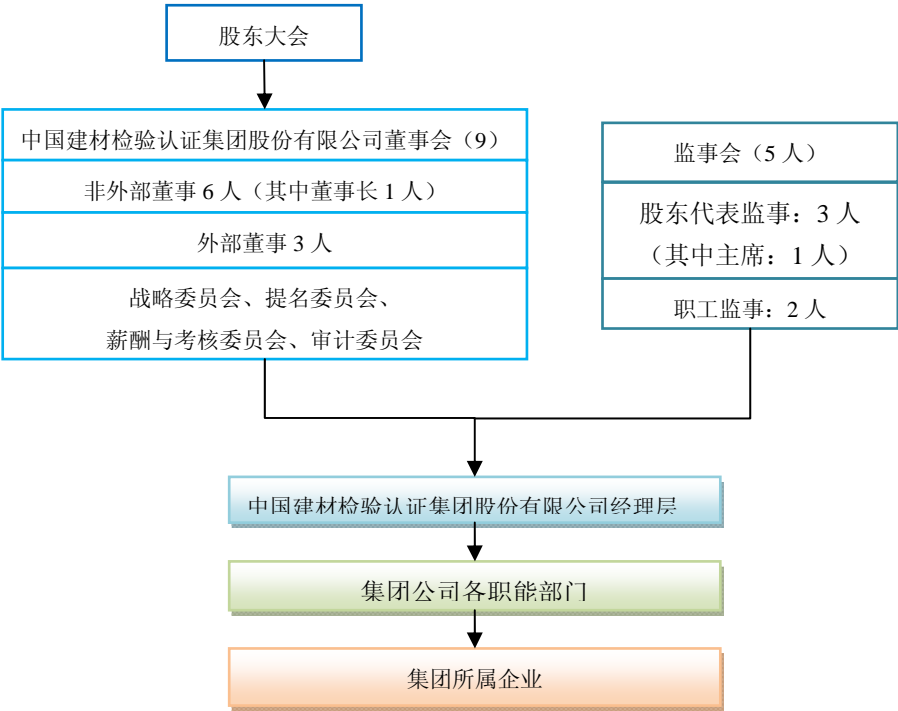 股东大会
中国建材检验认证集团股份有限公司董事会（9）
非外部董事 6 人（其中董事长 1 人）
外部董事 3 人
战略委员会、提名委员会、
薪酬与考核委员会、审计委员会
监事会（5 人）
股东代表监事：3 人
（其中主席：1 人）
职工监事：2 人
中国建材检验认证集团股份有限公司经理层
集团公司各职能部门
集团所属企业